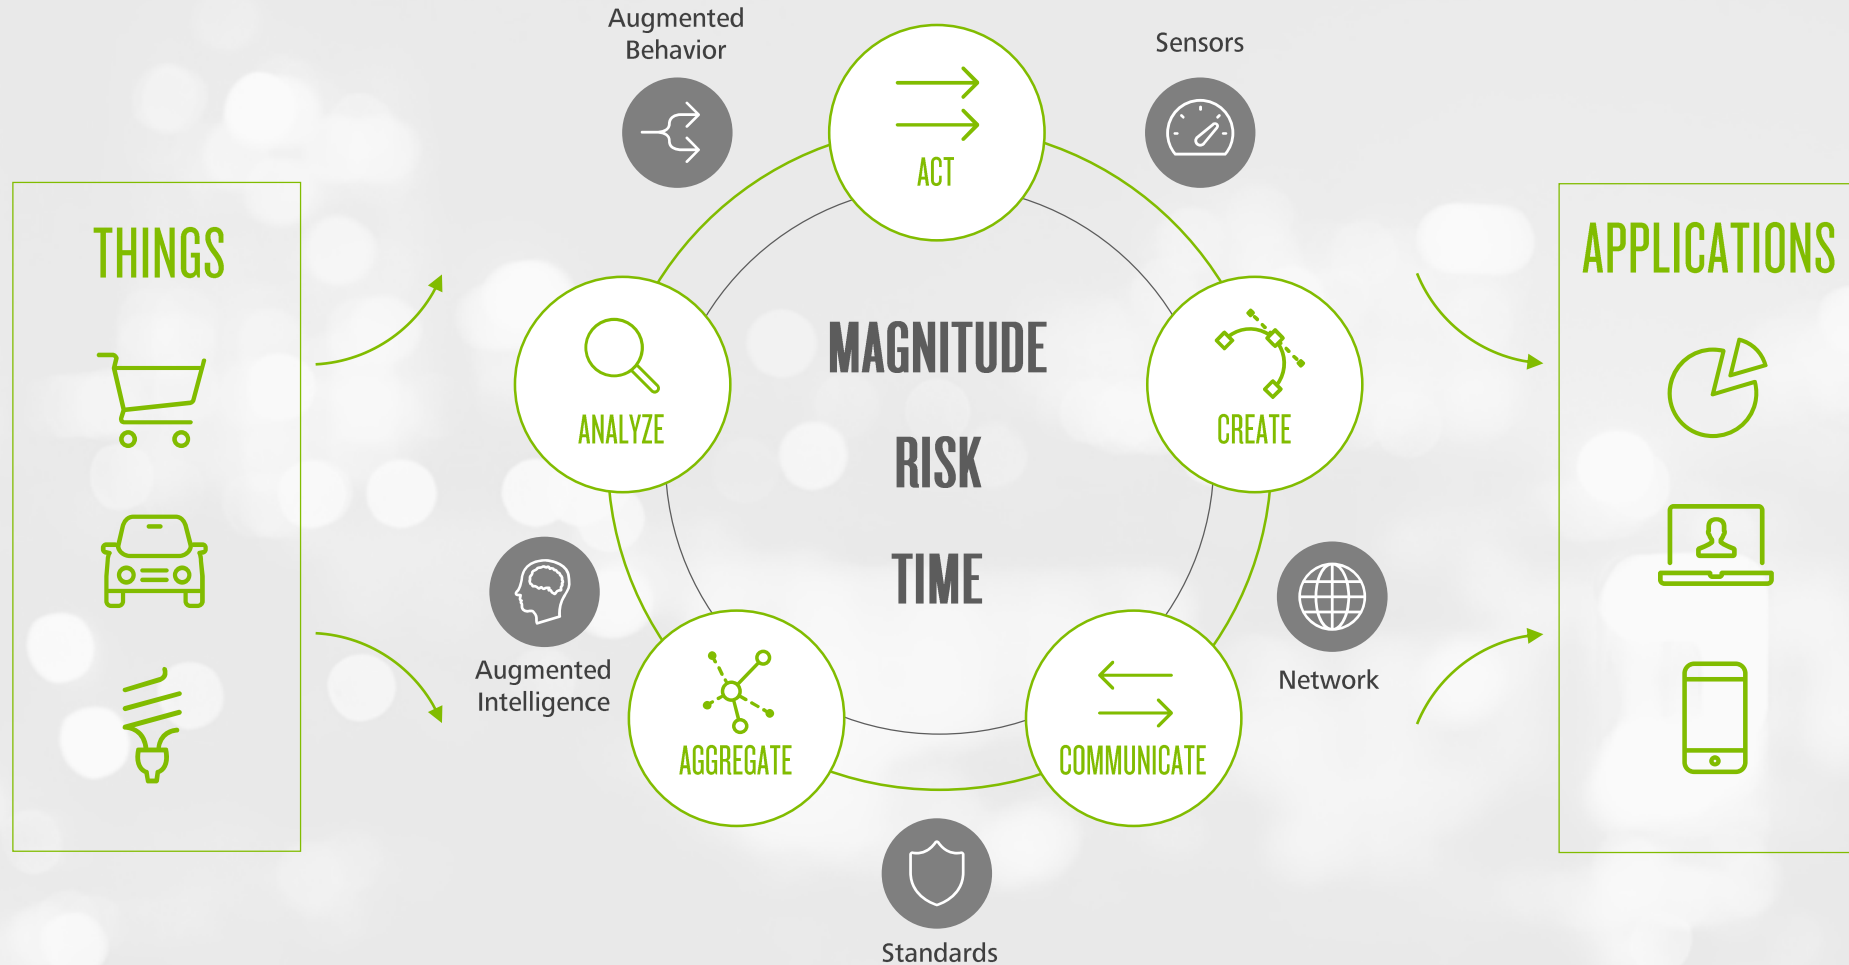 Augmented
Behavior
Sensors
ACT
THINGS
APPLICATIONS
MAGNITUDE
ANALYZE
CREATE
RISK
TIME
Augmented
Intelligence
Network
AGGREGATE
COMMUNICATE
Standards